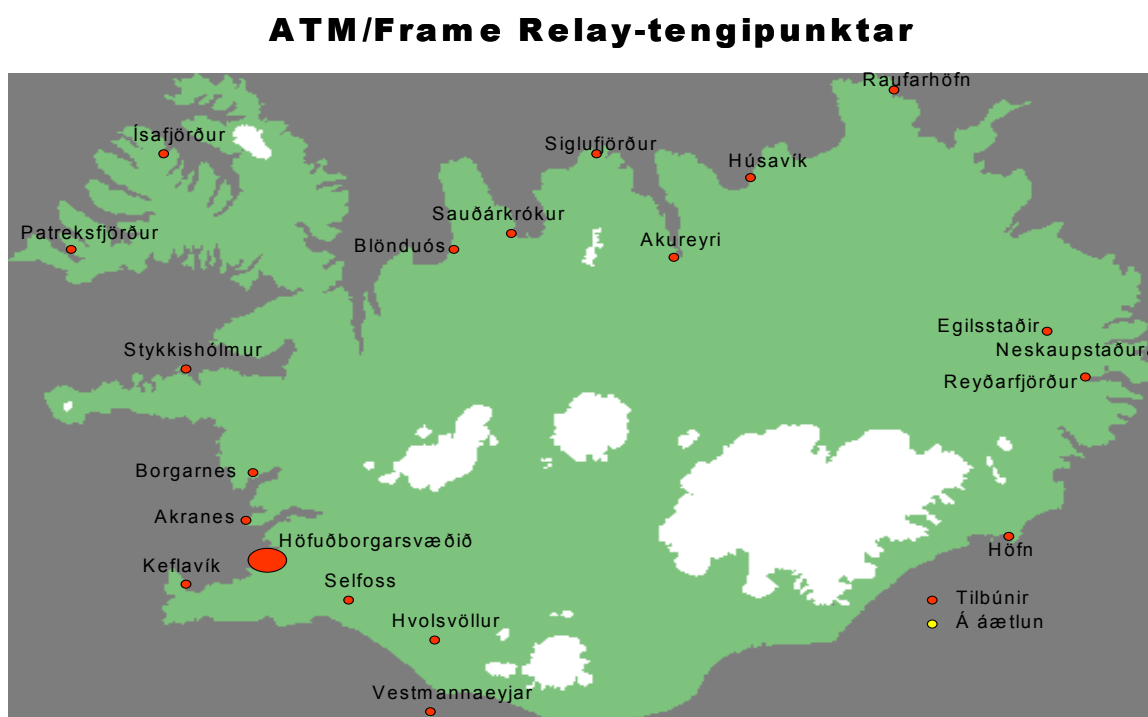 ATM/Frame Relay-tengipunktar
Raufarhöfn
Ísafjörður
Siglufjörður
Húsavík
Sauðárkrókur
Patreksfjörður
Blönduós
Akureyri
Egilsstaðir
Stykkishólmur
Neskaupstaður
Reyðarfjörður
Borgarnes
Akranes
Höfuðborgarsvæðið
Höfn
Keflavík
Selfoss
Tilbúnir
Hvolsvöllur
Á áætlun
Vestmannaeyjar